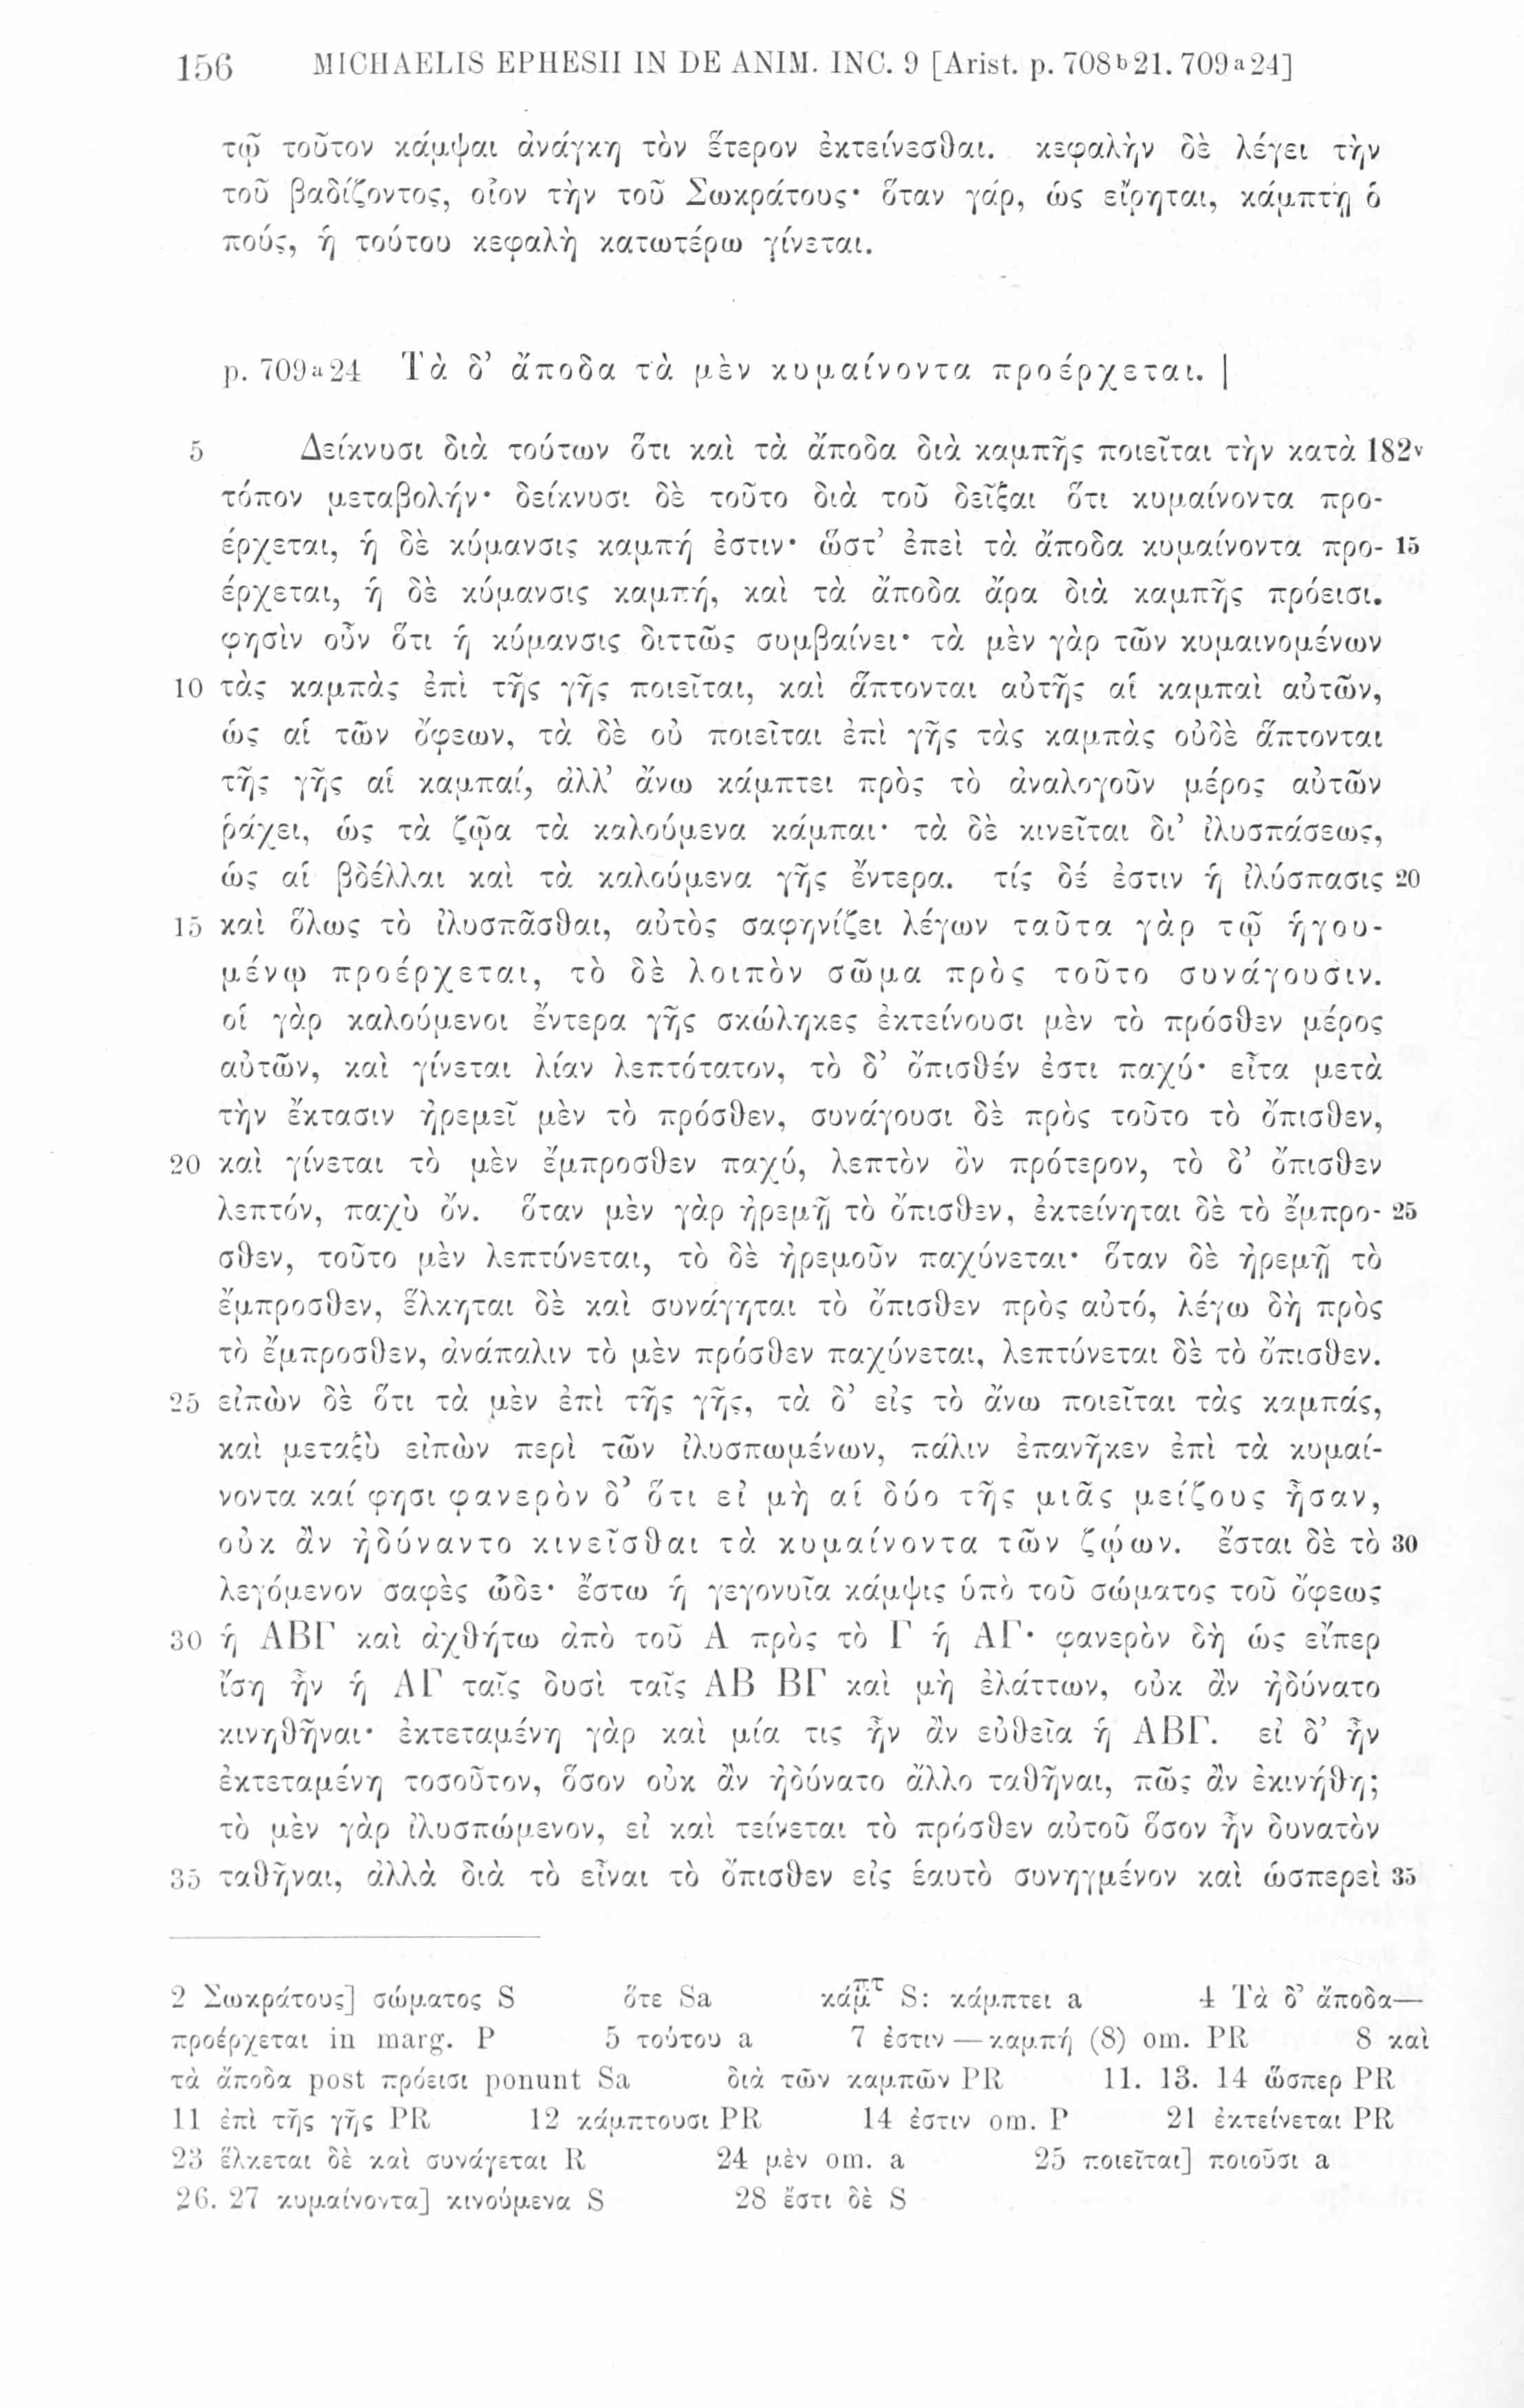 156 MICHAELIS EPHESII IN DE ANIM. INC. 9 [Arist. p. 708ᵇ21. 709ᵃ24]
τῷ τοῦτον κάμψαι ἀνάγκη τὸν ἕτερον ἐκτείνεσθαι. κεφαλὴν δὲ λέγει τὴν
τοῦ βαδίζοντος, οἷον τὴν τοῦ Σωκράτους· ὅταν γάρ, ὡς εἴρηται, κάμπτῃ ὁ
πούς, ἡ τούτου κεφαλὴ κατωτέρω γίνεται.
p. 709ᵃ24 Τὰ δ’ ἄποδα τὰ μὲν κυμαίνοντα προέρχεται. |
5 Δείκνυσι διὰ τούτων ὅτι καὶ τὰ ἄποδα διὰ καμπῆς ποιεῖται τὴν κατὰ 182v
τόπον μεταβολήν· δείκνυσι δὲ τοῦτο διὰ τοῦ δεῖξαι ὅτι κυμαίνοντα προ-
έρχεται, ἡ δὲ κύμανσις καμπή ἐστιν· ὥστ’ ἐπεὶ τὰ ἄποδα κυμαίνοντα προ- 15
έρχεται, ἡ δὲ κύμανσις καμπή, καὶ τὰ ἄποδα ἄρα διὰ καμπῆς πρόεισι.
φησὶν οὖν ὅτι ἡ κύμανσις διττῶς συμβαίνει· τὰ μὲν γὰρ τῶν κυμαινομένων
10 τὰς καμπὰς ἐπὶ τῆς γῆς ποιεῖται, καὶ ἅπτονται αὐτῆς αἱ καμπαὶ αὐτῶν,
ὡς αἱ τῶν ὄφεων, τὰ δὲ οὐ ποιεῖται ἐπὶ γῆς τὰς καμπὰς οὐδὲ ἅπτονται
τῆς γῆς αἱ καμπαί, ἀλλ’ ἄνω κάμπτει πρὸς τὸ ἀναλογοῦν μέρος αὐτῶν
ῥάχει, ὡς τὰ ζῷα τὰ καλούμενα κάμπαι· τὰ δὲ κινεῖται δι’ ἰλυσπάσεως,
ὡς αἱ βδέλλαι καὶ τὰ καλούμενα γῆς ἔντερα. τίς δέ ἐστιν ἡ ἰλύσπασις 20
15 καὶ ὅλως τὸ ἰλυσπᾶσθαι, αὐτὸς σαφηνίζει λέγων ταῦτα γὰρ τῷ ἡγου-
μένῳ προέρχεται, τὸ δὲ λοιπὸν σῶμα πρὸς τοῦτο συνάγουσιν.
οἱ γὰρ καλούμενοι ἔντερα γῆς σκώληκες ἐκτείνουσι μὲν τὸ πρόσθεν μέρος
αὐτῶν, καὶ γίνεται λίαν λεπτότατον, τὸ δ’ ὄπισθέν ἐστι παχύ· εἶτα μετὰ
τὴν ἔκτασιν ἠρεμεῖ μὲν τὸ πρόσθεν, συνάγουσι δὲ πρὸς τοῦτο τὸ ὄπισθεν,
20 καὶ γίνεται τὸ μὲν ἔμπροσθεν παχύ, λεπτὸν ὂν πρότερον, τὸ δ’ ὄπισθεν
λεπτόν, παχὺ ὄν. ὅταν μὲν γὰρ ἠρεμῇ τὸ ὄπισθεν, ἐκτείνηται δὲ τὸ ἔμπρο- 25
σθεν, τοῦτο μὲν λεπτύνεται, τὸ δὲ ἠρεμοῦν παχύνεται· ὅταν δὲ ἠρεμῇ τὸ
ἔμπροσθεν, ἕλκηται δὲ καὶ συνάγηται τὸ ὄπισθεν πρὸς αὐτό, λέγω δὴ πρὸς
τὸ ἔμπροσθεν, ἀνάπαλιν τὸ μὲν πρόσθεν παχύνεται, λεπτύνεται δὲ τὸ ὄπισθεν.
25 εἰπὼν δὲ ὅτι τὰ μὲν ἐπὶ τῆς γῆς, τὰ δ’ εἰς τὸ ἄνω ποιεῖται τὰς καμπάς,
καὶ μεταξὺ εἰπὼν περὶ τῶν ἰλυσπωμένων, πάλιν ἐπανῆκεν ἐπὶ τὰ κυμαί-
νοντα καί φησι φανερὸν δ’ ὅτι εἰ μὴ αἱ δύο τῆς μιᾶς μείζους ἦσαν,
οὐκ ἂν ἠδύναντο κινεῖσθαι τὰ κυμαίνοντα τῶν ζῴων. ἔσται δὲ τὸ 30
λεγόμενον σαφὲς ὧδε· ἔστω ἡ γεγονυῖα κάμψις ὑπὸ τοῦ σώματος τοῦ ὄφεως
30 ἡ ΑΒΓ καὶ ἀχθήτω ἀπὸ τοῦ Α πρὸς τὸ Γ ἡ ΑΓ· φανερὸν δὴ ὡς εἴπερ
ἴση ἦν ἡ ΑΓ ταῖς δυσὶ ταῖς ΑΒ ΒΓ καὶ μὴ ἐλάττων, οὐκ ἂν ἠδύνατο
κινηθῆναι· ἐκτεταμένη γὰρ καὶ μία τις ἦν ἂν εὐθεῖα ἡ ΑΒΓ. εἰ δ’ ἦν
ἐκτεταμένη τοσοῦτον, ὅσον οὐκ ἂν ἠδύνατο ἄλλο ταθῆναι, πῶς ἂν ἐκινήθη;
τὸ μὲν γὰρ ἰλυσπώμενον, εἰ καὶ τείνεται τὸ πρόσθεν αὐτοῦ ὅσον ἦν δυνατὸν
35 ταθῆναι, ἀλλὰ διὰ τὸ εἶναι τὸ ὄπισθεν εἰς ἑαυτὸ συνηγμένον καὶ ὡσπερεὶ 35
2 Σωκράτους] σώματος S ὅτε Sa κάμ̈πτ S: κάμπτει a 4 Τὰ δ’ ἄποδα—
προέρχεται in marg. P 5 τούτου a 7 ἐστιν — καμπή (8) om. PR 8 καὶ
τὰ ἄποδα post πρόεισι ponunt Sa διὰ τῶν καμπῶν PR 11. 13. 14 ὥσπερ PR
11 ἐπὶ τῆς γῆς PR 12 κάμπτουσι PR 14 ἐστιν om. P 21 ἐκτείνεται PR
23 ἕλκεται δὲ καὶ συνάγεται R 24 μὲν om. a 25 ποιεῖται] ποιοῦσι a
26. 27 κυμαίνοντα] κινούμενα S 28 ἔστι δὲ S